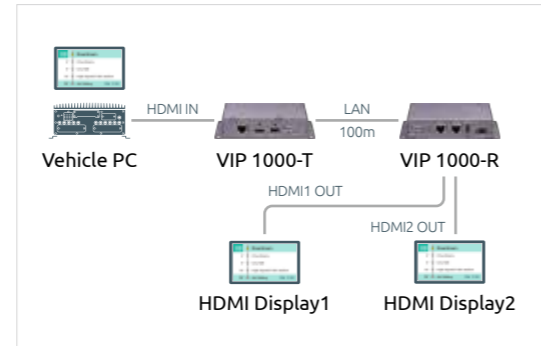 HDMI IN
LAN
100m
Vehicle PC
VIP 1000-T
VIP 1000-R
HDMI1 OUT
HDMI2 OUT
HDMI Display1
HDMI Display2